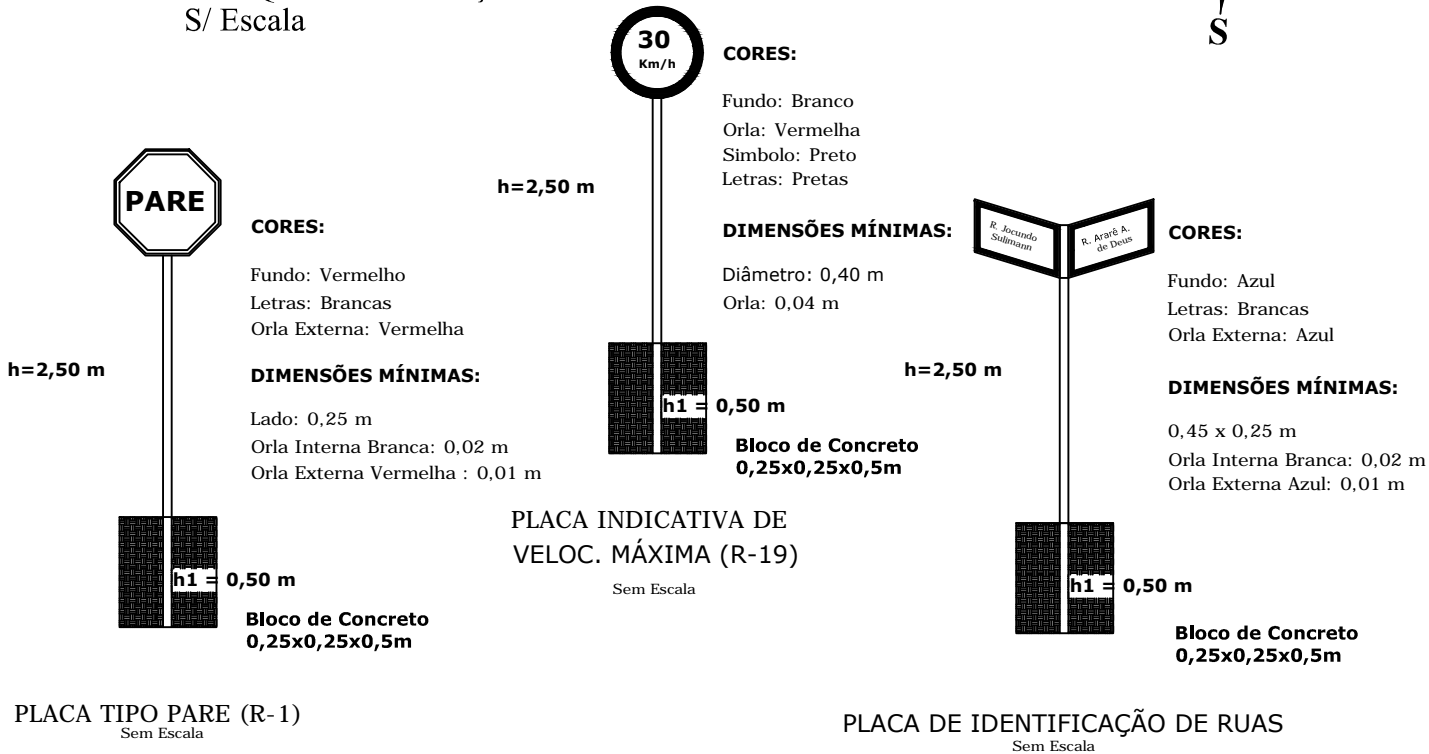 S/ Escala
S
30
Km/h
CORES:
Fundo: Branco
Orla: Vermelha
Simbolo: Preto
Letras: Pretas
h=2,50 m
DIMENSÕES MÍNIMAS:
Diâmetro: 0,40 m
Orla: 0,04 m
h1 = 0,50 m
Bloco de Concreto
0,25x0,25x0,5m
PLACA INDICATIVA DE
VELOC. MÁXIMA (R-19)
Sem Escala
PARE
CORES:
Fundo: Vermelho
Letras: Brancas
Orla Externa: Vermelha
h=2,50 m
DIMENSÕES MÍNIMAS:
Lado: 0,25 m
Orla Interna Branca: 0,02 m
Orla Externa Vermelha : 0,01 m
h1 = 0,50 m
Bloco de Concreto
0,25x0,25x0,5m
PLACA TIPO PARE (R-1)
Sem Escala
R. Jocundo
Sulimann
R. Ararê A.
de Deus
CORES:
Fundo: Azul
Letras: Brancas
Orla Externa: Azul
h=2,50 m
DIMENSÕES MÍNIMAS:
0,45 x 0,25 m
Orla Interna Branca: 0,02 m
Orla Externa Azul: 0,01 m
h1 = 0,50 m
Bloco de Concreto
0,25x0,25x0,5m
PLACA DE IDENTIFICAÇÃO DE RUAS
Sem Escala